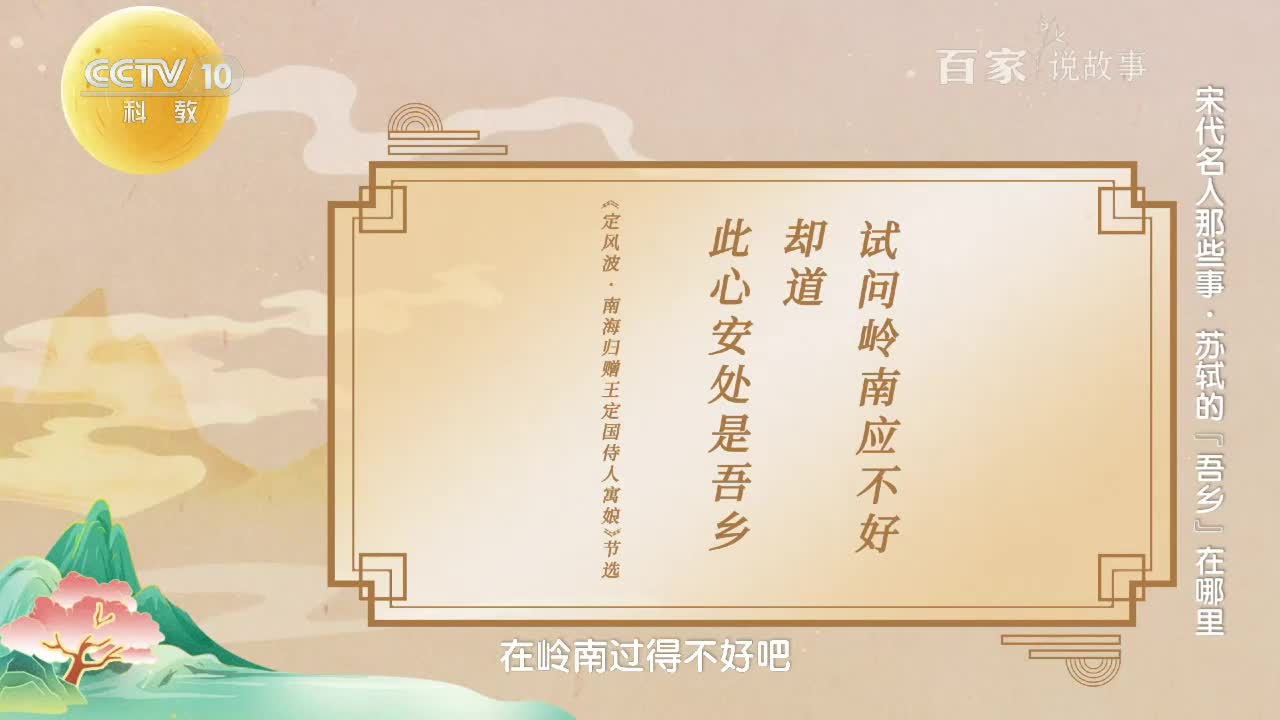 CCTV 10
科教
百家说故事
宋代名人那些事·苏轼的『吾乡』在哪里
试问岭南应不好
却道
此心安处是吾乡
《定风波·南海归赠王定国侍人寓娘》节选
在岭南过得不好吧